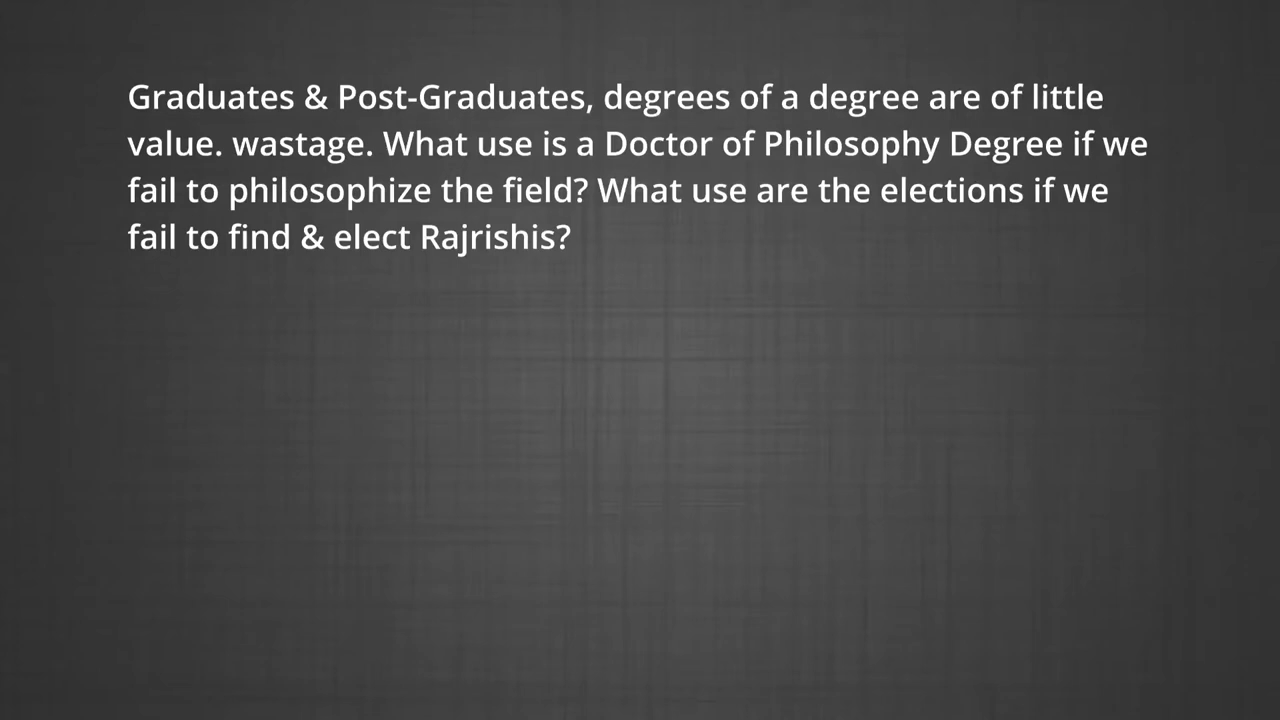 Graduates & Post-Graduates, degrees of a degree are of little
value. wastage. What use is a Doctor of Philosophy Degree if we
fail to philosophize the field? What use are the elections if we
fail to find & elect Rajrishis?